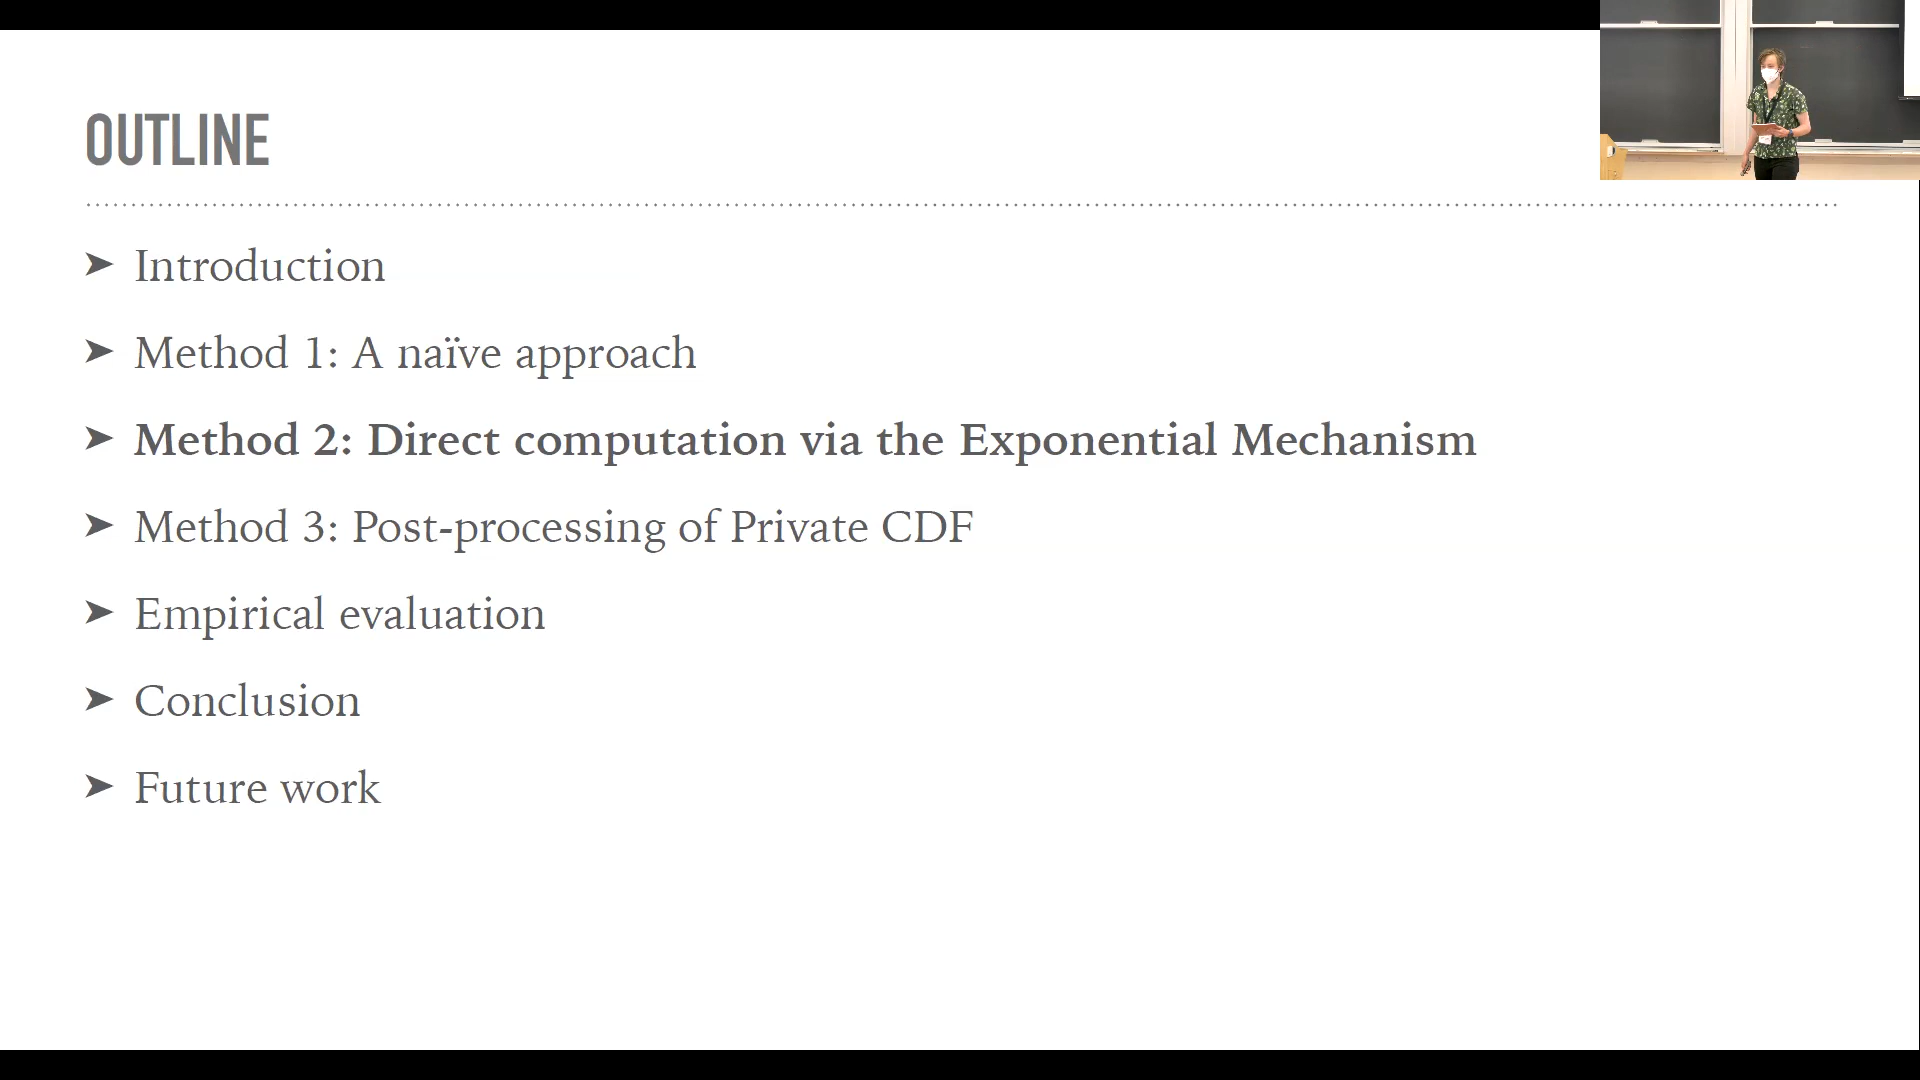 OUTLINE
➤ Introduction
➤ Method 1: A naïve approach
➤ Method 2: Direct computation via the Exponential Mechanism
➤ Method 3: Post-processing of Private CDF
➤ Empirical evaluation
➤ Conclusion
➤ Future work